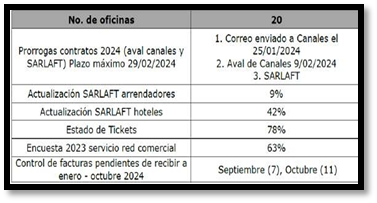 No. de oficinas 20
Prorrogas contratos 2024 (aval canales y
SARLAFT) Plazo máximo 29/02/2024
1. Correo enviado a Canales el
25/01/2024
2. Aval de Canales 9/02/2024
3. SARLAFT
Actualización SARLAFT arrendadores 9%
Actualización SARLAFT hoteles 42%
Estado de Tickets 78%
Encuesta 2023 servicio red comercial 63%
Control de facturas pendientes de recibir a
enero - octubre 2024
Septiembre (7), Octubre (11)